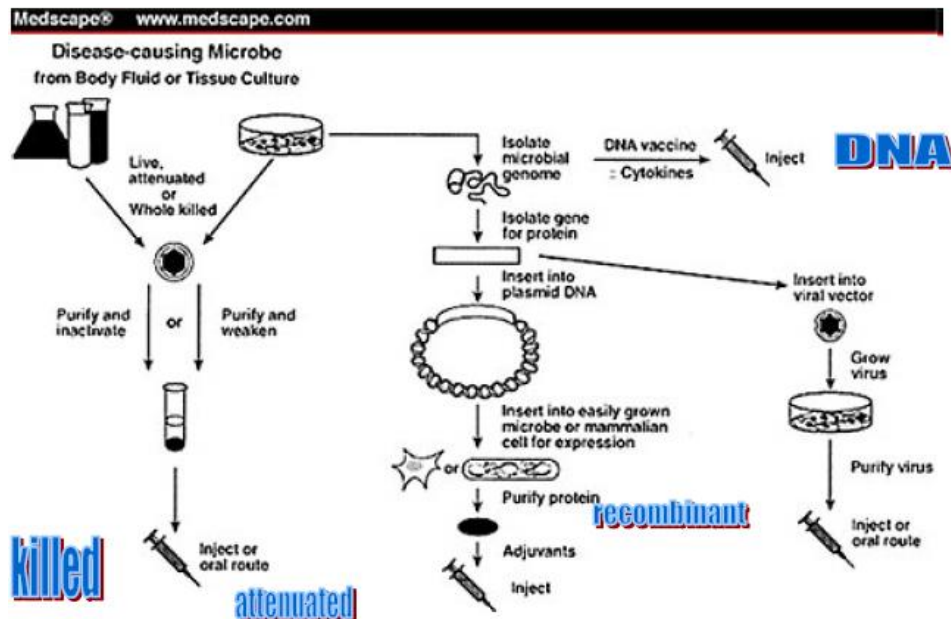 Medscape® www.medscape.com
Disease-causing Microbe
from Body Fluid or Tissue Culture
Live,
attenuated
or
Whole killed
Purify and
inactivate
or
Purify and
weaken
Inject or
oral route
killed
attenuated
Isolate
microbial
genome
DNA vaccine
:: Cytokines
Inject
DNA
Isolate gene
for protein
Insert into
plasmid DNA
Insert into easily grown
microbe or mammalian
cell for expression
or
Purify protein
recombinant
Adjuvants
Inject
Insert into
viral vector
Grow
virus
Purify virus
Inject or
oral route